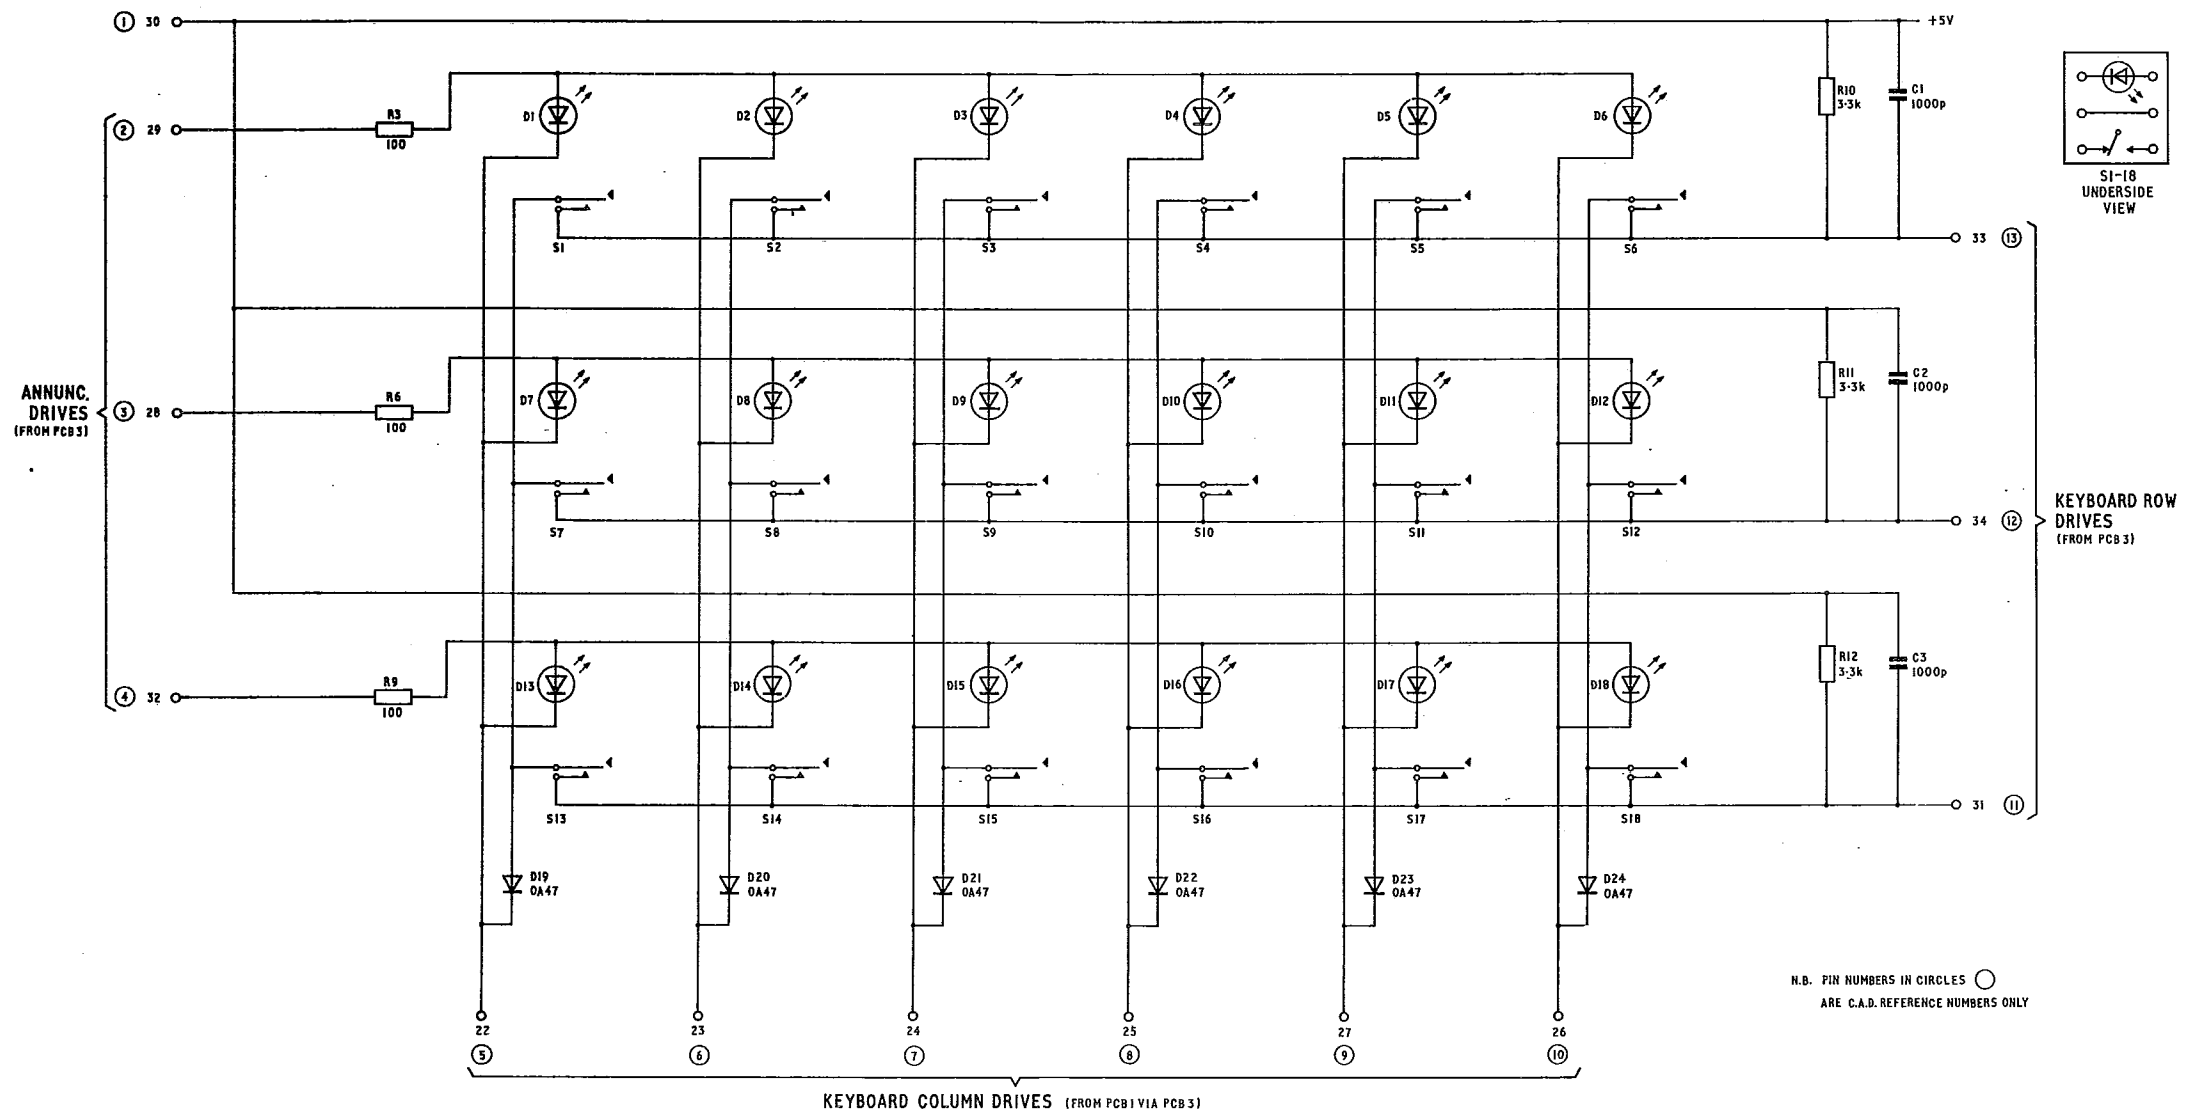 1 30
+5V
R10
3·3k
C1
1000p
D1
D2
D3
D4
D5
D6
2 29
R3
100
S1-18
UNDERSIDE
VIEW
S1
S2
S3
S4
S5
S6
33 13
ANNUNC.
DRIVES
(FROM PCB3)
3 28
R6
100
D7
D8
D9
D10
D11
D12
R11
3·3k
C2
1000p
S7
S8
S9
S10
S11
S12
34 12
KEYBOARD ROW
DRIVES
(FROM PCB3)
4 32
R9
100
D13
D14
D15
D16
D17
D18
R12
3·3k
C3
1000p
S13
S14
S15
S16
S17
S18
31 11
D19
OA47
D20
OA47
D21
OA47
D22
OA47
D23
OA47
D24
OA47
N.B. PIN NUMBERS IN CIRCLES
ARE C.A.D. REFERENCE NUMBERS ONLY
22
23
24
25
27
26
5
6
7
8
9
10
KEYBOARD COLUMN DRIVES (FROM PCB1 VIA PCB3)